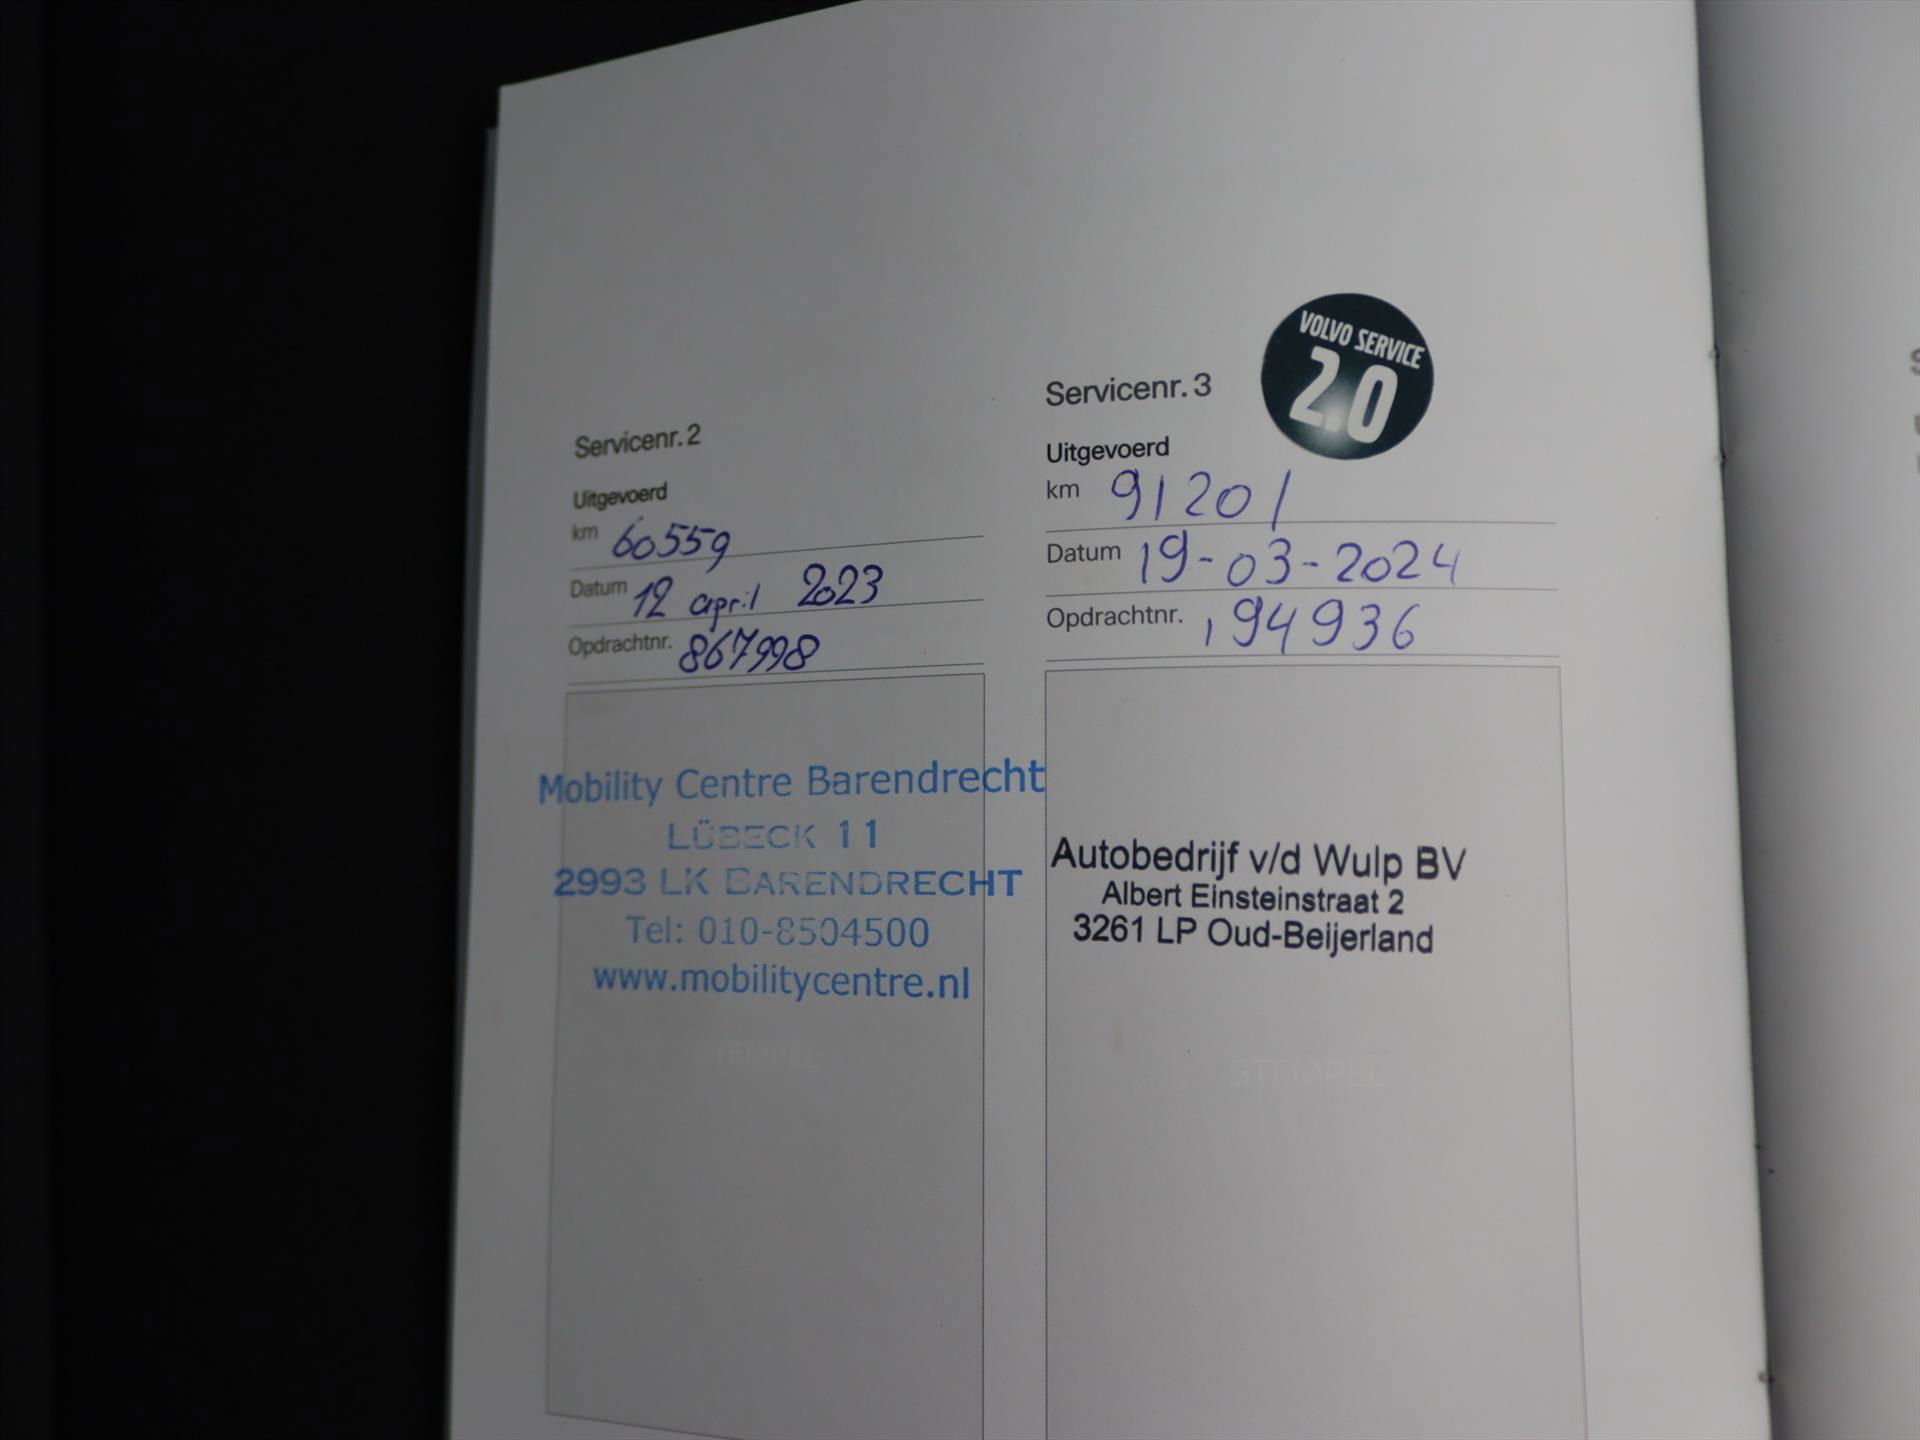 Servicenr. 2
Uitgevoerd
km 60559
Datum 12 april 2023
Opdrachtnr. 867998
Mobility Centre Barendrecht
LÜBECK 11
2993 LK BARENDRECHT
Tel: 010-8504500
www.mobilitycentre.nl
STEMPEL
VOLVO SERVICE
2.0
Servicenr. 3
Uitgevoerd
km 91201
Datum 19-03-2024
Opdrachtnr. 194936
Autobedrijf v/d Wulp BV
Albert Einsteinstraat 2
3261 LP Oud-Beijerland
STEMPEL